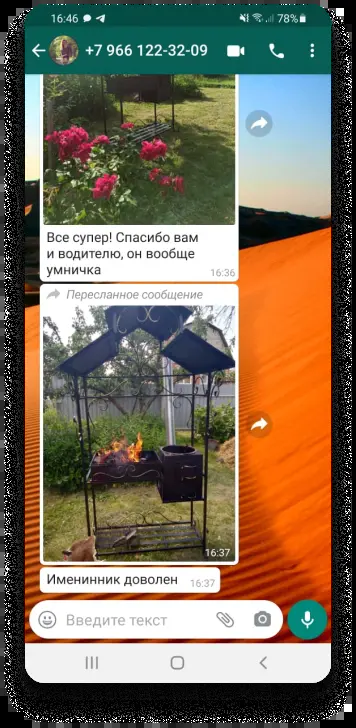 16:46 78%
+7 966 122-32-09
Все супер! Спасибо вам
и водителю, он вообще
умничка 16:36
Пересланное сообщение
16:37
Именинник доволен 16:37
Введите текст